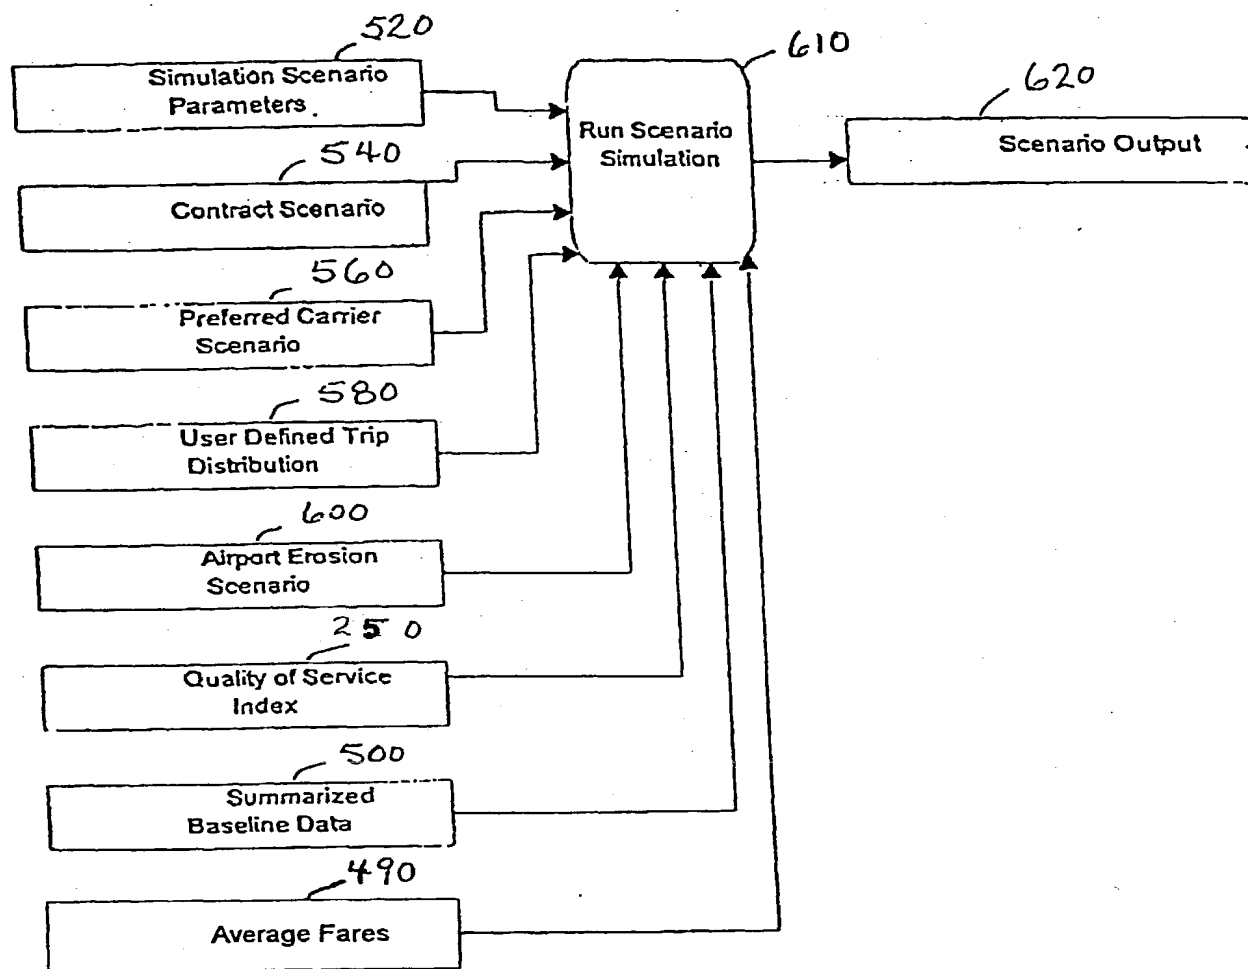 520
Simulation Scenario
Parameters.
540
Contract Scenario
560
Preferred Carrier
Scenario
580
User Defined Trip
Distribution
600
Airport Erosion
Scenario
250
Quality of Service
Index
500
Summarized
Baseline Data
490
Average Fares
610
Run Scenario
Simulation
620
Scenario Output